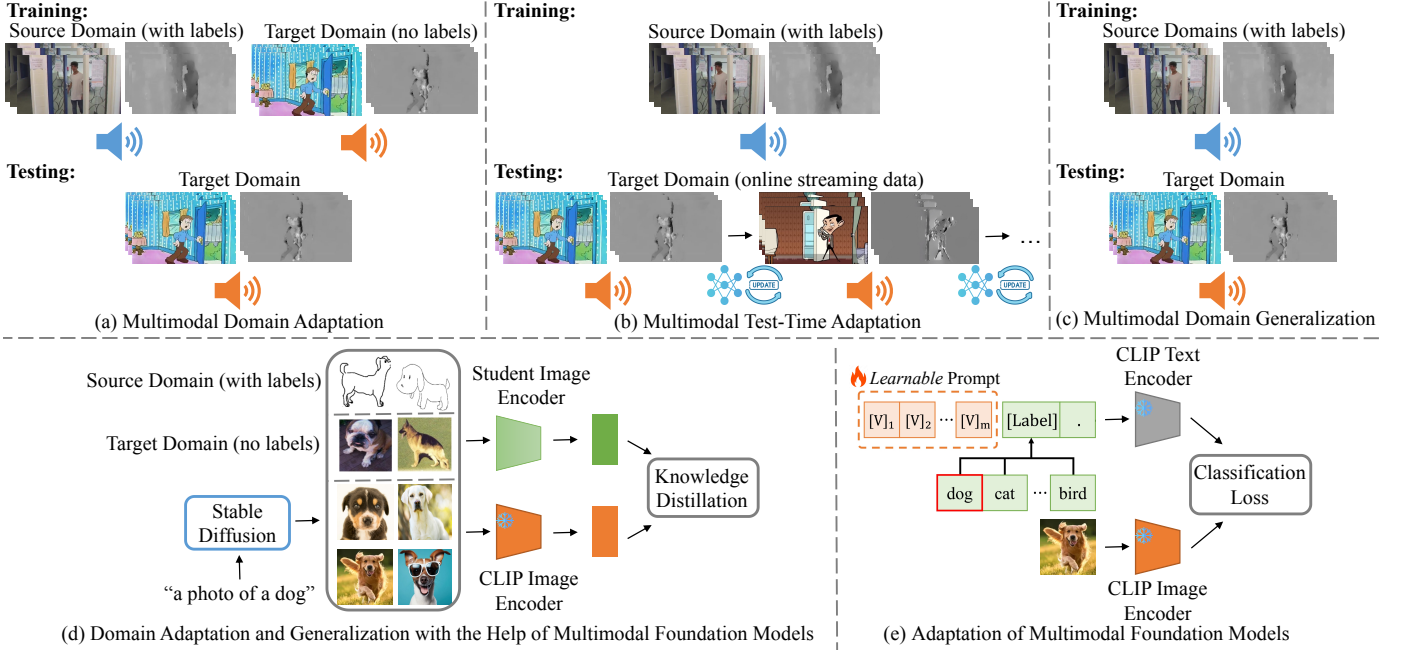 Training:
Source Domain (with labels)
Target Domain (no labels)
Testing:
Target Domain
(a) Multimodal Domain Adaptation
Training:
Source Domain (with labels)
Testing:
Target Domain (online streaming data)
...
UPDATE
UPDATE
(b) Multimodal Test-Time Adaptation
Training:
Source Domains (with labels)
Testing:
Target Domain
(c) Multimodal Domain Generalization
Source Domain (with labels)
Target Domain (no labels)
Stable
Diffusion
“a photo of a dog”
Student Image
Encoder
CLIP Image
Encoder
Knowledge
Distillation
(d) Domain Adaptation and Generalization with the Help of Multimodal Foundation Models
Learnable Prompt
[V]₁ [V]₂ ··· [V]ₘ [Label] .
dog cat ··· bird
CLIP Text
Encoder
Classification
Loss
CLIP Image
Encoder
(e) Adaptation of Multimodal Foundation Models